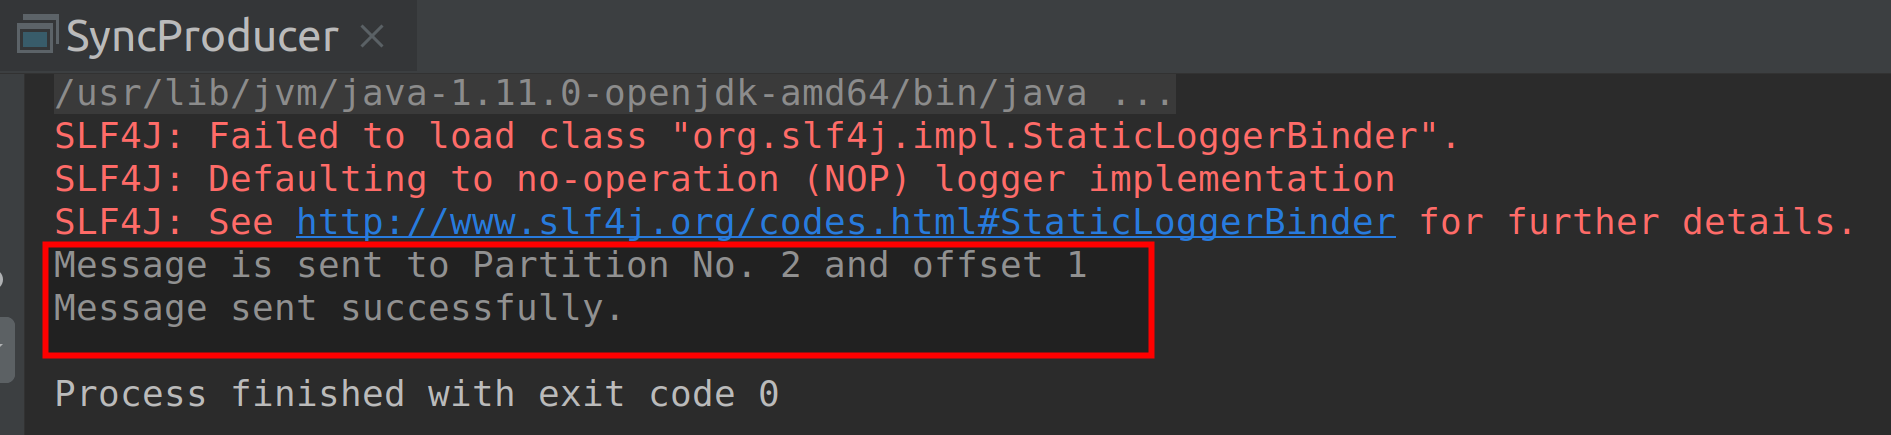 SyncProducer
/usr/lib/jvm/java-1.11.0-openjdk-amd64/bin/java ...
SLF4J: Failed to load class "org.slf4j.impl.StaticLoggerBinder".
SLF4J: Defaulting to no-operation (NOP) logger implementation
SLF4J: See http://www.slf4j.org/codes.html#StaticLoggerBinder for further details.
Message is sent to Partition No. 2 and offset 1
Message sent successfully.
Process finished with exit code 0